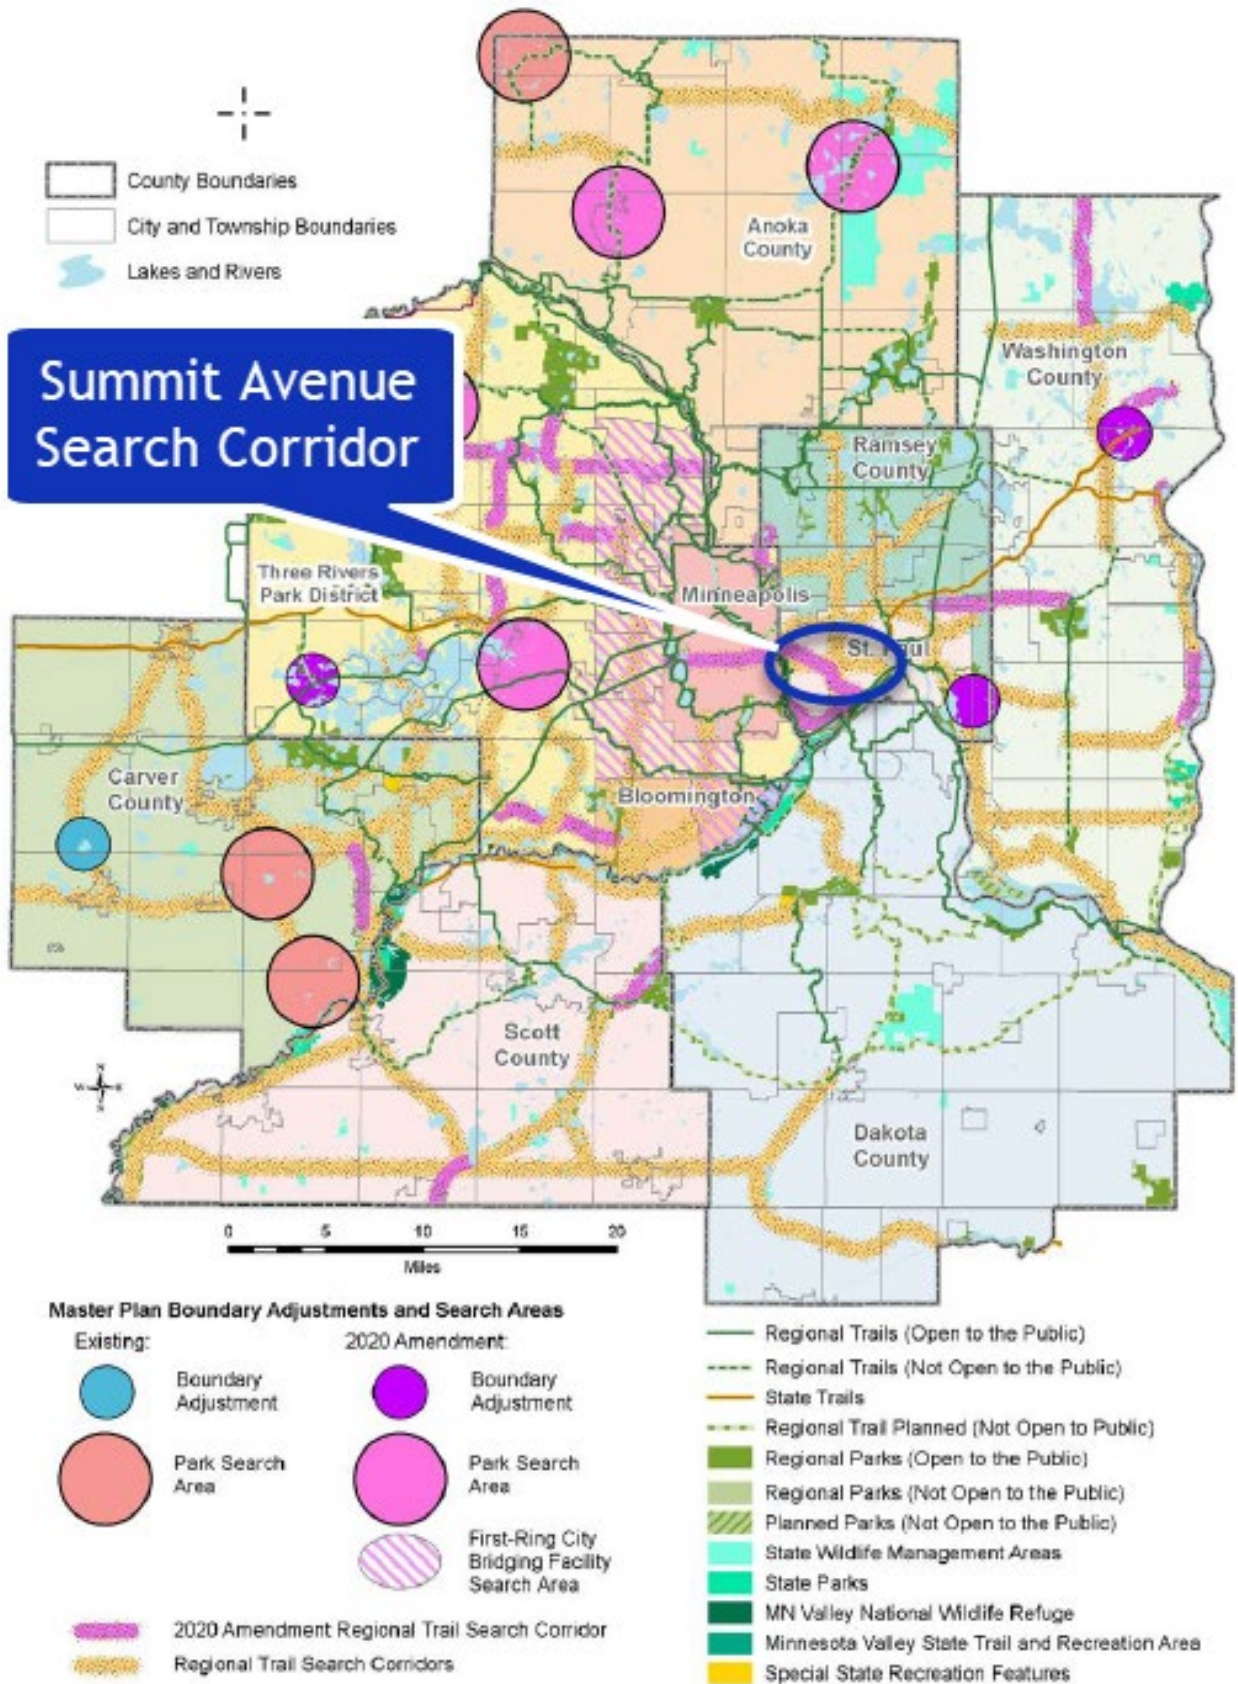 County Boundaries
City and Township Boundaries
Lakes and Rivers
Anoka
County
Washington
County
Summit Avenue
Search Corridor
Ramsey
County
Three Rivers
Park District
Minneapolis
St. Paul
Carver
County
Bloomington
Scott
County
Dakota
County
0 5 10 15 20
Miles
Master Plan Boundary Adjustments and Search Areas
Existing:
Boundary
Adjustment
Park Search
Area
2020 Amendment:
Boundary
Adjustment
Park Search
Area
First-Ring City
Bridging Facility
Search Area
2020 Amendment Regional Trail Search Corridor
Regional Trail Search Corridors
Regional Trails (Open to the Public)
Regional Trails (Not Open to the Public)
State Trails
Regional Trail Planned (Not Open to Public)
Regional Parks (Open to the Public)
Regional Parks (Not Open to the Public)
Planned Parks (Not Open to the Public)
State Wildlife Management Areas
State Parks
MN Valley National Wildlife Refuge
Minnesota Valley State Trail and Recreation Area
Special State Recreation Features